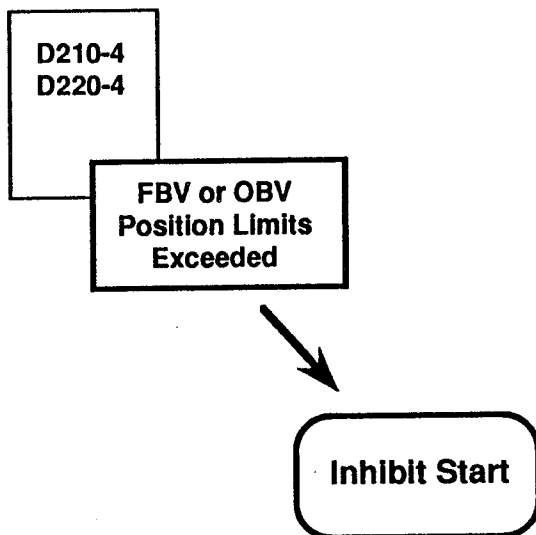 D210-4
D220-4
FBV or OBV
Position Limits
Exceeded
Inhibit Start